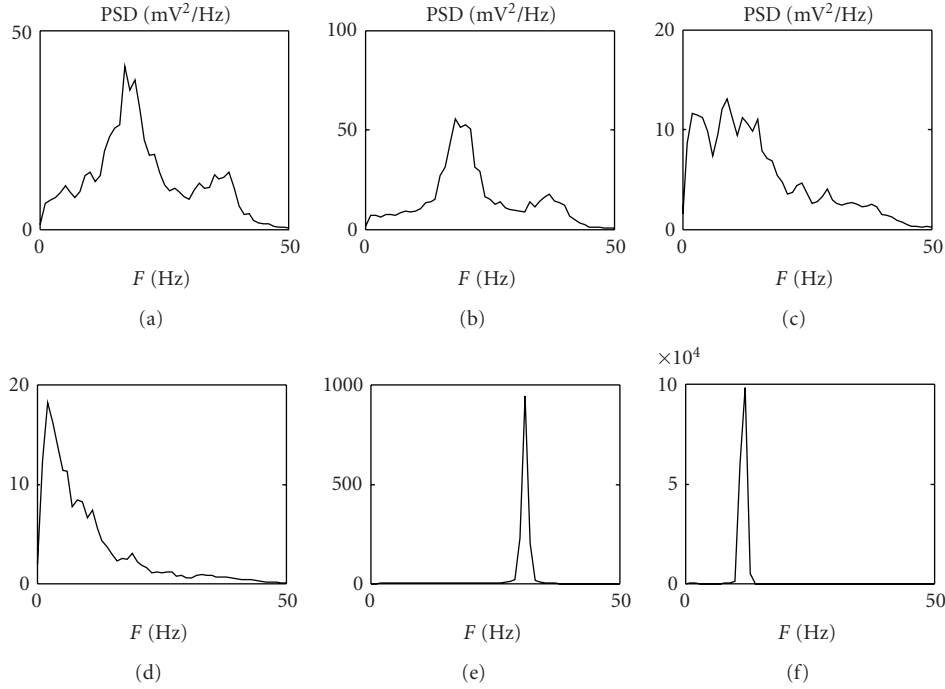 PSD (mV²/Hz) PSD (mV²/Hz) PSD (mV²/Hz)
50 100 20
50 10
0 0 0
0 50 0 50 0 50
F (Hz) F (Hz) F (Hz)
(a) (b) (c)
×10⁴
20 1000 10
10 500 5
0 0 0
0 50 0 50 0 50
F (Hz) F (Hz) F (Hz)
(d) (e) (f)